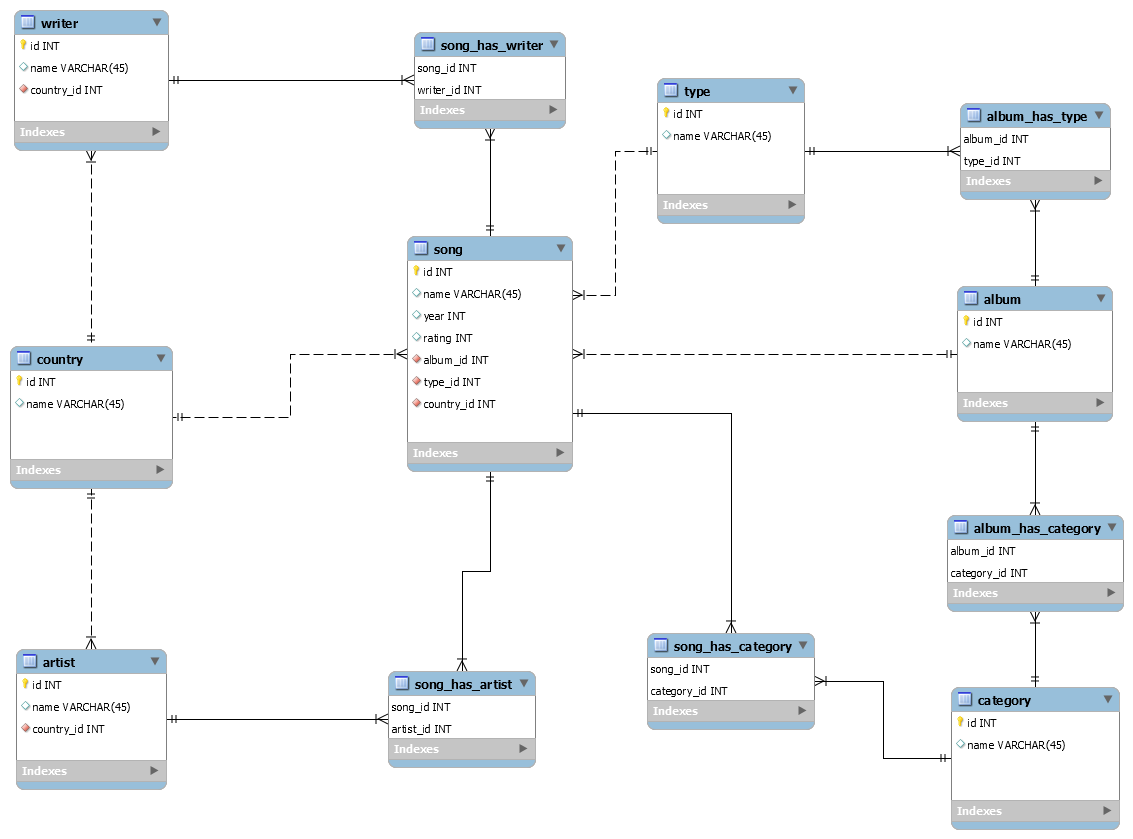 writer
id INT
name VARCHAR(45)
country_id INT
Indexes
song_has_writer
song_id INT
writer_id INT
Indexes
type
id INT
name VARCHAR(45)
Indexes
album_has_type
album_id INT
type_id INT
Indexes
song
id INT
name VARCHAR(45)
year INT
rating INT
album_id INT
type_id INT
country_id INT
Indexes
album
id INT
name VARCHAR(45)
Indexes
country
id INT
name VARCHAR(45)
Indexes
album_has_category
album_id INT
category_id INT
Indexes
artist
id INT
name VARCHAR(45)
country_id INT
Indexes
song_has_artist
song_id INT
artist_id INT
Indexes
song_has_category
song_id INT
category_id INT
Indexes
category
id INT
name VARCHAR(45)
Indexes